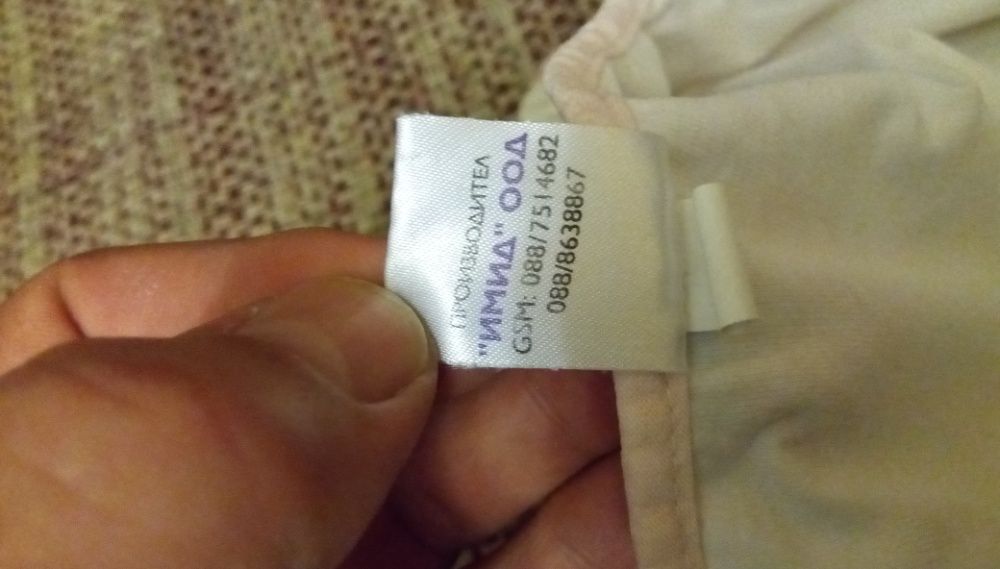 ПРОИЗВОДИТЕЛ
"ИМИД" ООД
GSM: 088/7514682
088/8638867